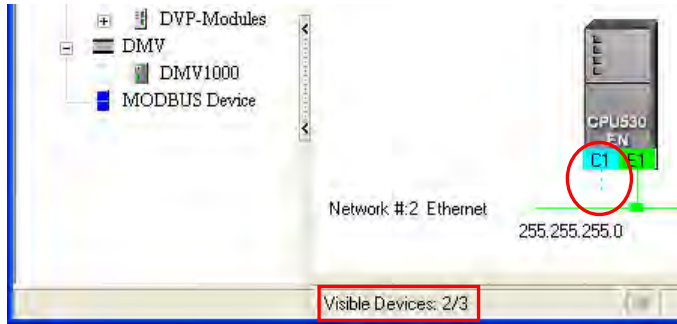 DVP-Modules
DMV
DMV1000
MODBUS Device
CPU530
EN
C1 E1
Network #:2 Ethernet
255.255.255.0
Visible Devices: 2/3